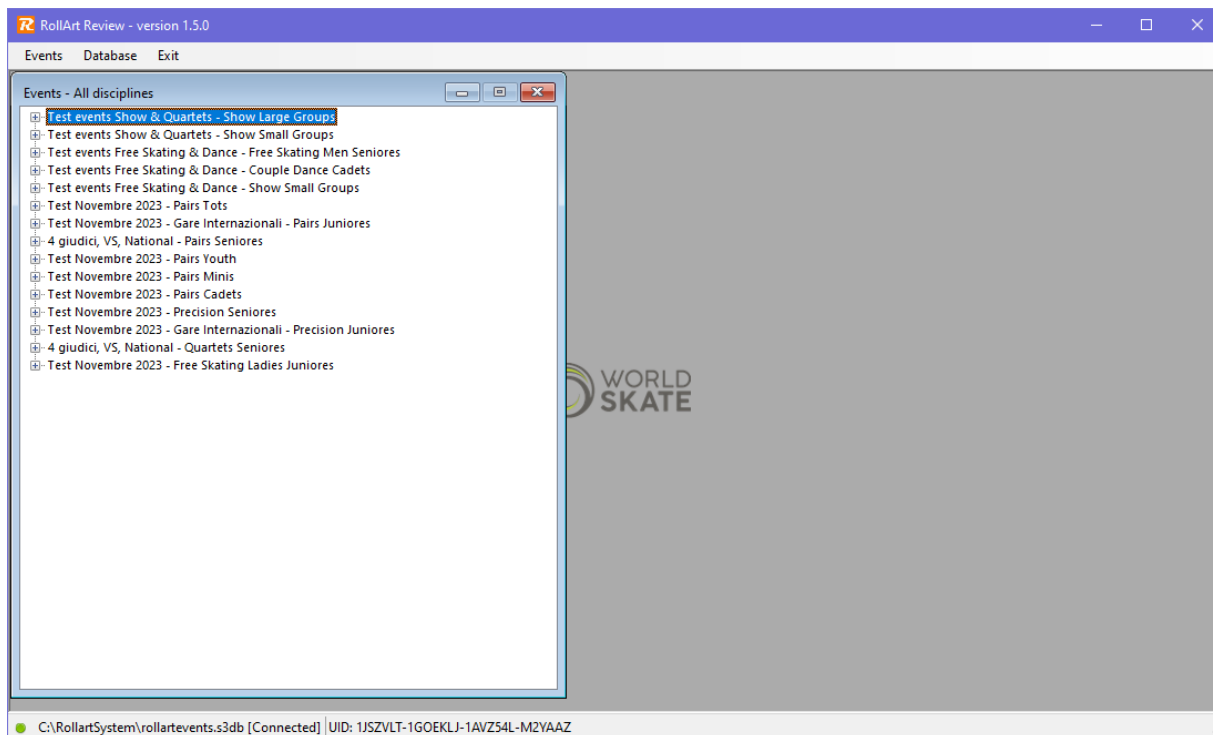 RollArt Review - version 1.5.0
Events Database Exit
Events - All disciplines
Test events Show & Quartets - Show Large Groups
Test events Show & Quartets - Show Small Groups
Test events Free Skating & Dance - Free Skating Men Seniores
Test events Free Skating & Dance - Couple Dance Cadets
Test events Free Skating & Dance - Show Small Groups
Test Novembre 2023 - Pairs Tots
Test Novembre 2023 - Gare Internazionali - Pairs Juniores
4 giudici, VS, National - Pairs Seniores
Test Novembre 2023 - Pairs Youth
Test Novembre 2023 - Pairs Minis
Test Novembre 2023 - Pairs Cadets
Test Novembre 2023 - Precision Seniores
Test Novembre 2023 - Gare Internazionali - Precision Juniores
4 giudici, VS, National - Quartets Seniores
Test Novembre 2023 - Free Skating Ladies Juniores
WORLD
SKATE
C:\RollartSystem\rollartevents.s3db [Connected] UID: 1JSZVLT-1GOEKLJ-1AVZ54L-M2YAAZ